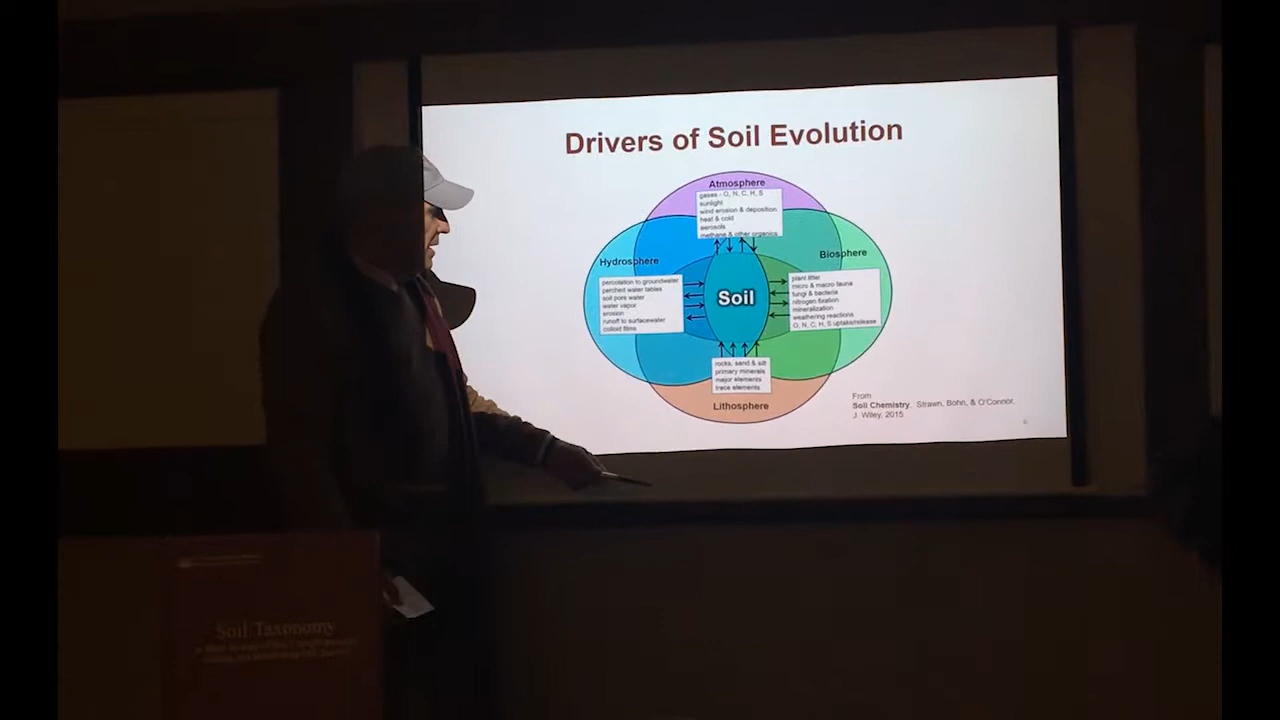 Drivers of Soil Evolution
Atmosphere
gases - O, N, C, H, S
sunlight
wind erosion & deposition
heat & cold
aerosols
methane & other organics
Hydrosphere
percolation to groundwater
perched water tables
soil pore water
water vapor
erosion
runoff to surfacewater
colloid films
Soil
Biosphere
plant litter
micro & macro fauna
fungi & bacteria
nitrogen fixation
mineralization
weathering reactions
O, N, C, H, S uptake/release
rocks, sand & silt
primary minerals
major elements
trace elements
Lithosphere
From
Soil Chemistry, Strawn, Bohn, & O'Connor,
J. Wiley, 2015
Soil Taxonomy